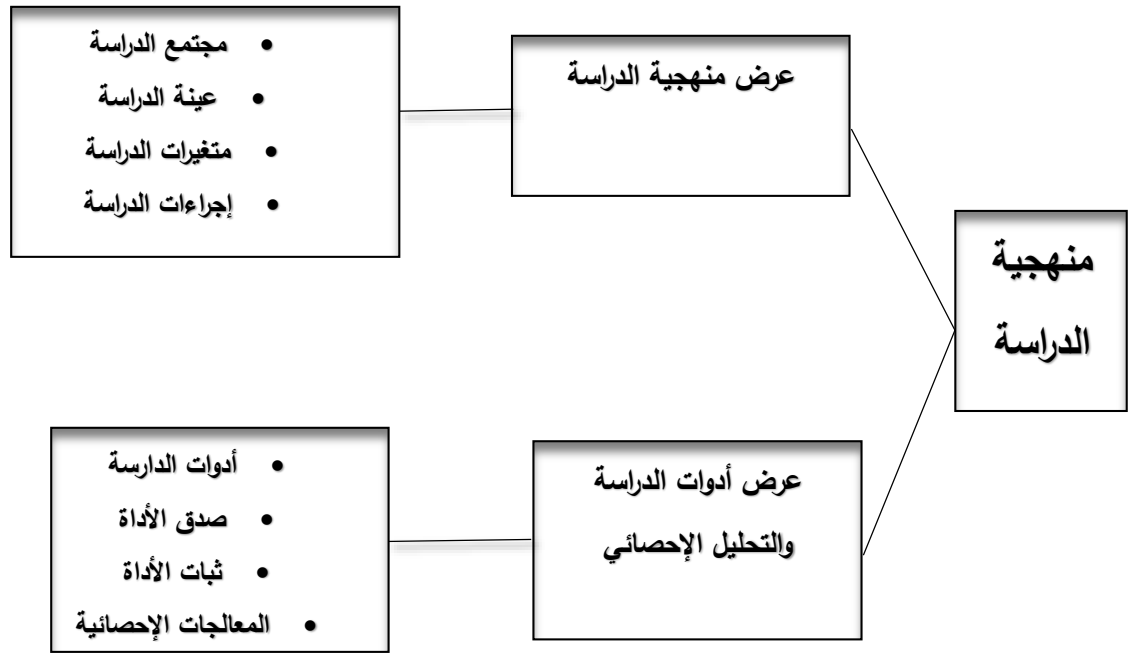 منهجية
الدراسة
عرض منهجية الدراسة
• مجتمع الدراسة
• عينة الدراسة
• متغيرات الدراسة
• إجراءات الدراسة
عرض أدوات الدراسة
والتحليل الإحصائي
• أدوات الدارسة
• صدق الأداة
• ثبات الأداة
• المعالجات الإحصائية